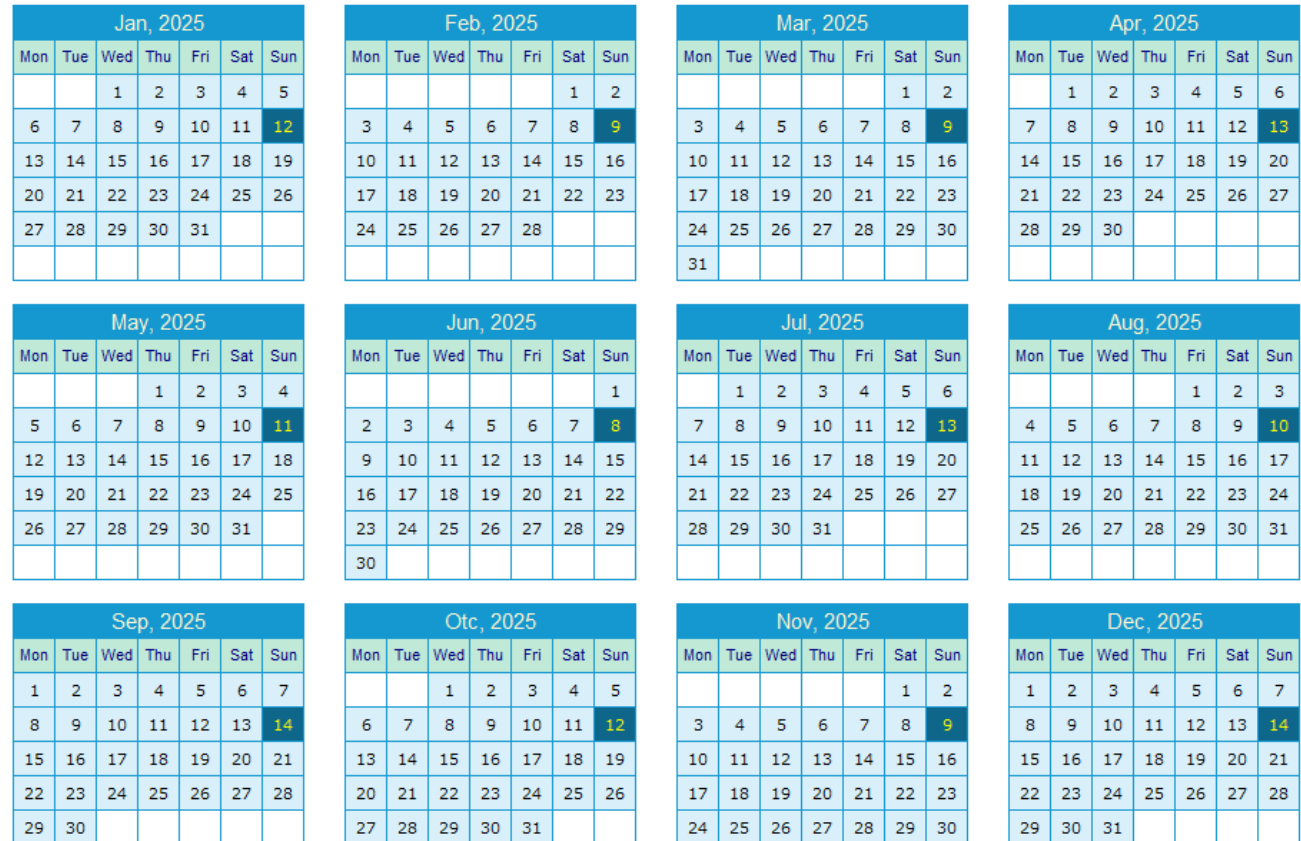 Jan, 2025 Feb, 2025 Mar, 2025 Apr, 2025
Mon Tue Wed Thu Fri Sat Sun Mon Tue Wed Thu Fri Sat Sun Mon Tue Wed Thu Fri Sat Sun Mon Tue Wed Thu Fri Sat Sun
1 2 3 4 5 1 2 1 2 1 2 3 4 5 6
6 7 8 9 10 11 12 3 4 5 6 7 8 9 3 4 5 6 7 8 9 7 8 9 10 11 12 13
13 14 15 16 17 18 19 10 11 12 13 14 15 16 10 11 12 13 14 15 16 14 15 16 17 18 19 20
20 21 22 23 24 25 26 17 18 19 20 21 22 23 17 18 19 20 21 22 23 21 22 23 24 25 26 27
27 28 29 30 31 24 25 26 27 28 24 25 26 27 28 29 30 28 29 30
31
May, 2025 Jun, 2025 Jul, 2025 Aug, 2025
Mon Tue Wed Thu Fri Sat Sun Mon Tue Wed Thu Fri Sat Sun Mon Tue Wed Thu Fri Sat Sun Mon Tue Wed Thu Fri Sat Sun
1 2 3 4 1 1 2 3 4 5 6 1 2 3
5 6 7 8 9 10 11 2 3 4 5 6 7 8 7 8 9 10 11 12 13 4 5 6 7 8 9 10
12 13 14 15 16 17 18 9 10 11 12 13 14 15 14 15 16 17 18 19 20 11 12 13 14 15 16 17
19 20 21 22 23 24 25 16 17 18 19 20 21 22 21 22 23 24 25 26 27 18 19 20 21 22 23 24
26 27 28 29 30 31 23 24 25 26 27 28 29 28 29 30 31 25 26 27 28 29 30 31
30
Sep, 2025 Otc, 2025 Nov, 2025 Dec, 2025
Mon Tue Wed Thu Fri Sat Sun Mon Tue Wed Thu Fri Sat Sun Mon Tue Wed Thu Fri Sat Sun Mon Tue Wed Thu Fri Sat Sun
1 2 3 4 5 6 7 1 2 3 4 5 1 2 1 2 3 4 5 6 7
8 9 10 11 12 13 14 6 7 8 9 10 11 12 3 4 5 6 7 8 9 8 9 10 11 12 13 14
15 16 17 18 19 20 21 13 14 15 16 17 18 19 10 11 12 13 14 15 16 15 16 17 18 19 20 21
22 23 24 25 26 27 28 20 21 22 23 24 25 26 17 18 19 20 21 22 23 22 23 24 25 26 27 28
29 30 27 28 29 30 31 24 25 26 27 28 29 30 29 30 31